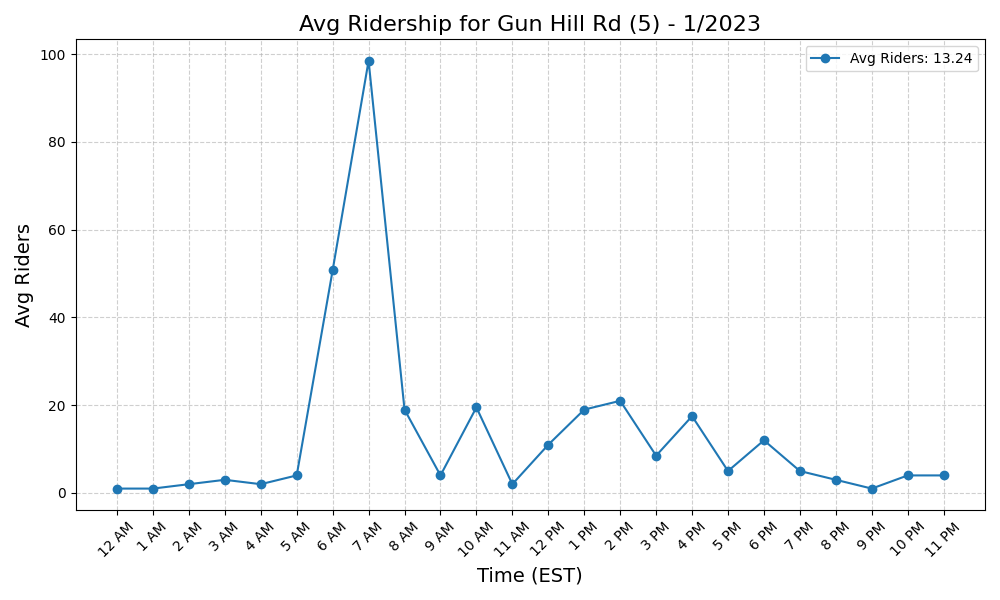 Avg Ridership for Gun Hill Rd (5) - 1/2023
Avg Riders: 13.24
Avg Riders
100
80
60
40
20
0
12 AM
1 AM
2 AM
3 AM
4 AM
5 AM
6 AM
7 AM
8 AM
9 AM
10 AM
11 AM
12 PM
1 PM
2 PM
3 PM
4 PM
5 PM
6 PM
7 PM
8 PM
9 PM
10 PM
11 PM
Time (EST)